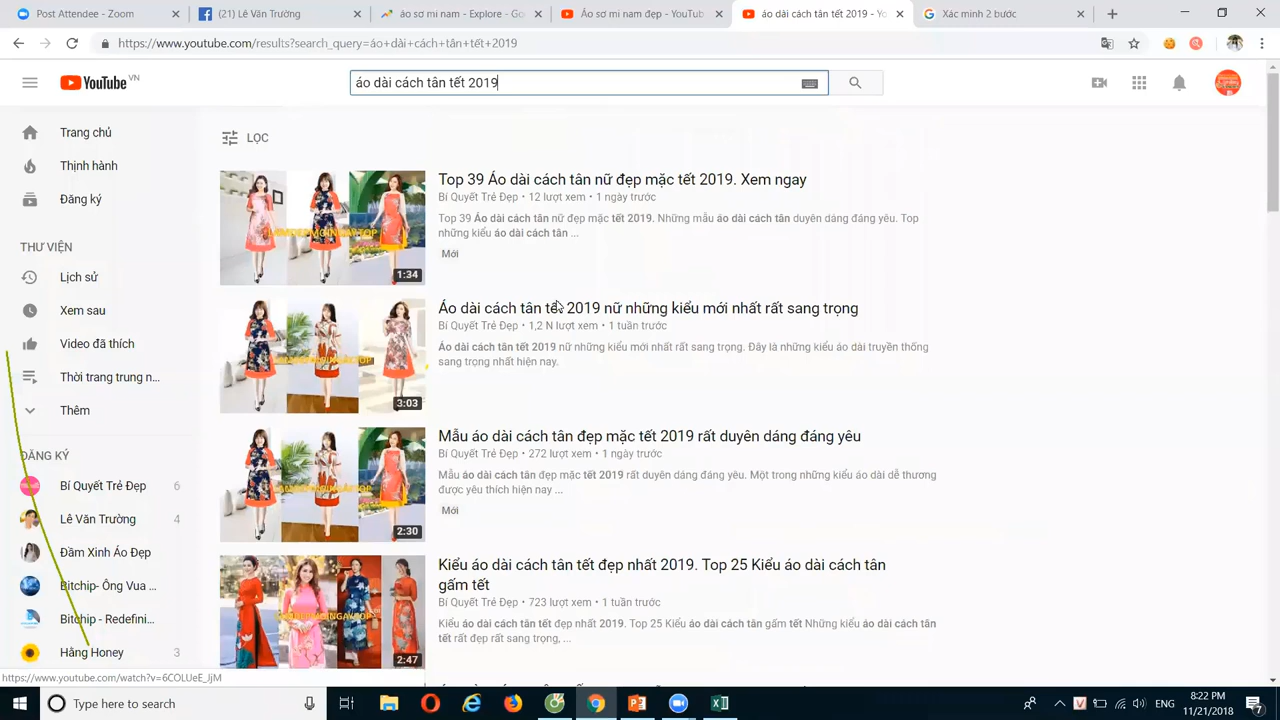 Post Attendee - Zoom
(21) Lê Văn Trường
áo sơ mi nam - Explore - Goo
Áo sơ mi nam đẹp - YouTub
áo dài cách tân tết 2019 - Yo
Xác minh 2 bước
https://www.youtube.com/results?search_query=áo+dài+cách+tân+tết+2019
YouTube VN
áo dài cách tân tết 2019
Trang chủ
Thịnh hành
Đăng ký
THƯ VIỆN
Lịch sử
Xem sau
Video đã thích
Thời trang trung n...
Thêm
ĐĂNG KÝ
Bí Quyết Trẻ Đẹp 6
Lê Văn Trường 4
Đầm Xinh Áo Đẹp
Bitchip- Ông Vua ...
Bitchip - Redefini...
Hằng Honey 3
LỌC
1:34
Top 39 Áo dài cách tân nữ đẹp mặc tết 2019. Xem ngay
Bí Quyết Trẻ Đẹp • 12 lượt xem • 1 ngày trước
Top 39 Áo dài cách tân nữ đẹp mặc tết 2019. Những mẫu áo dài cách tân duyên dáng đáng yêu. Top
những kiểu áo dài cách tân ...
Mới
3:03
Áo dài cách tân tết 2019 nữ những kiểu mới nhất rất sang trọng
Bí Quyết Trẻ Đẹp • 1,2 N lượt xem • 1 tuần trước
Áo dài cách tân tết 2019 nữ những kiểu mới nhất rất sang trọng. Đây là những kiểu áo dài truyền thống
sang trọng nhất hiện nay.
2:30
Mẫu áo dài cách tân đẹp mặc tết 2019 rất duyên dáng đáng yêu
Bí Quyết Trẻ Đẹp • 272 lượt xem • 1 ngày trước
Mẫu áo dài cách tân đẹp mặc tết 2019 rất duyên dáng đáng yêu. Một trong những kiểu áo dài dễ thương
được yêu thích hiện nay ...
Mới
2:47
Kiểu áo dài cách tân tết đẹp nhất 2019. Top 25 Kiểu áo dài cách tân
gấm tết
Bí Quyết Trẻ Đẹp • 723 lượt xem • 1 tuần trước
Kiểu áo dài cách tân tết đẹp nhất 2019. Top 25 Kiểu áo dài cách tân gấm tết Những kiểu áo dài cách tân
tết rất đẹp rất sang trọng, ...
https://www.youtube.com/watch?v=6COLUeE_JjM
Type here to search
ENG
8:22 PM
11/21/2018